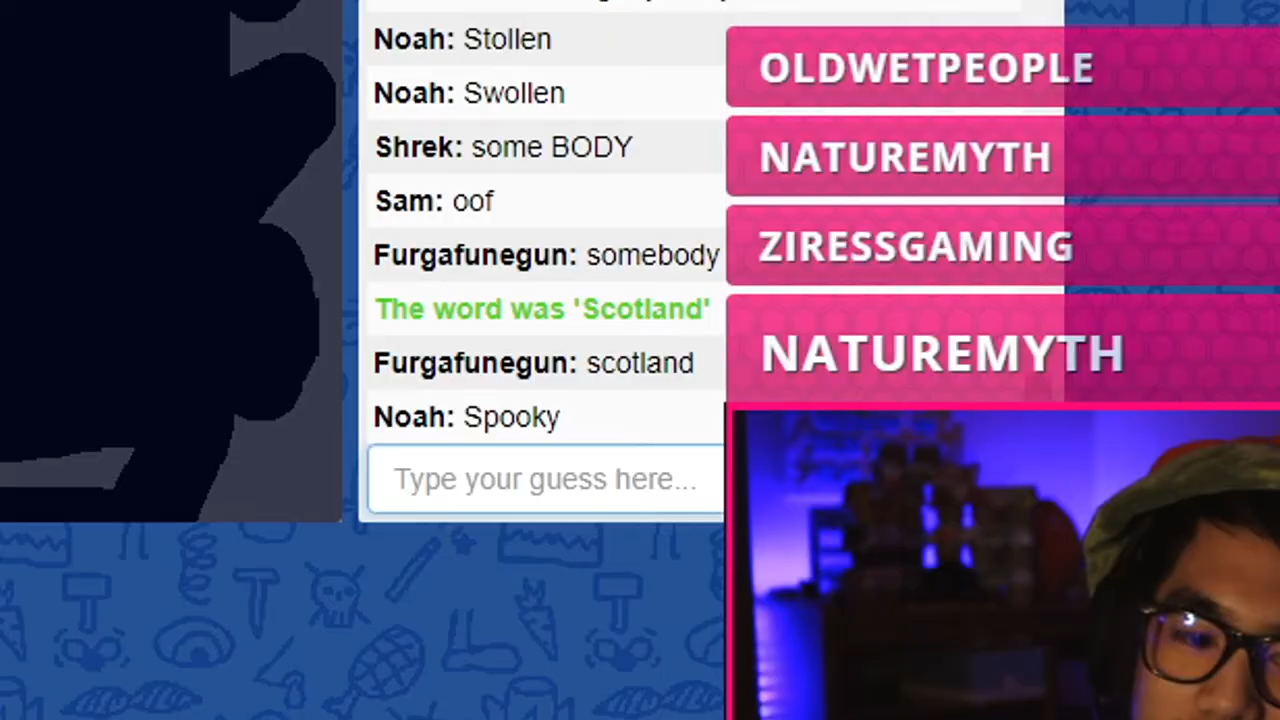 Noah: Stollen
Noah: Swollen
Shrek: some BODY
Sam: oof
Furgafunegun: somebody
The word was 'Scotland'
Furgafunegun: scotland
Noah: Spooky
Type your guess here...
OLDWETPEOPLE
NATUREMYTH
ZIRESSGAMING
NATUREMYTH